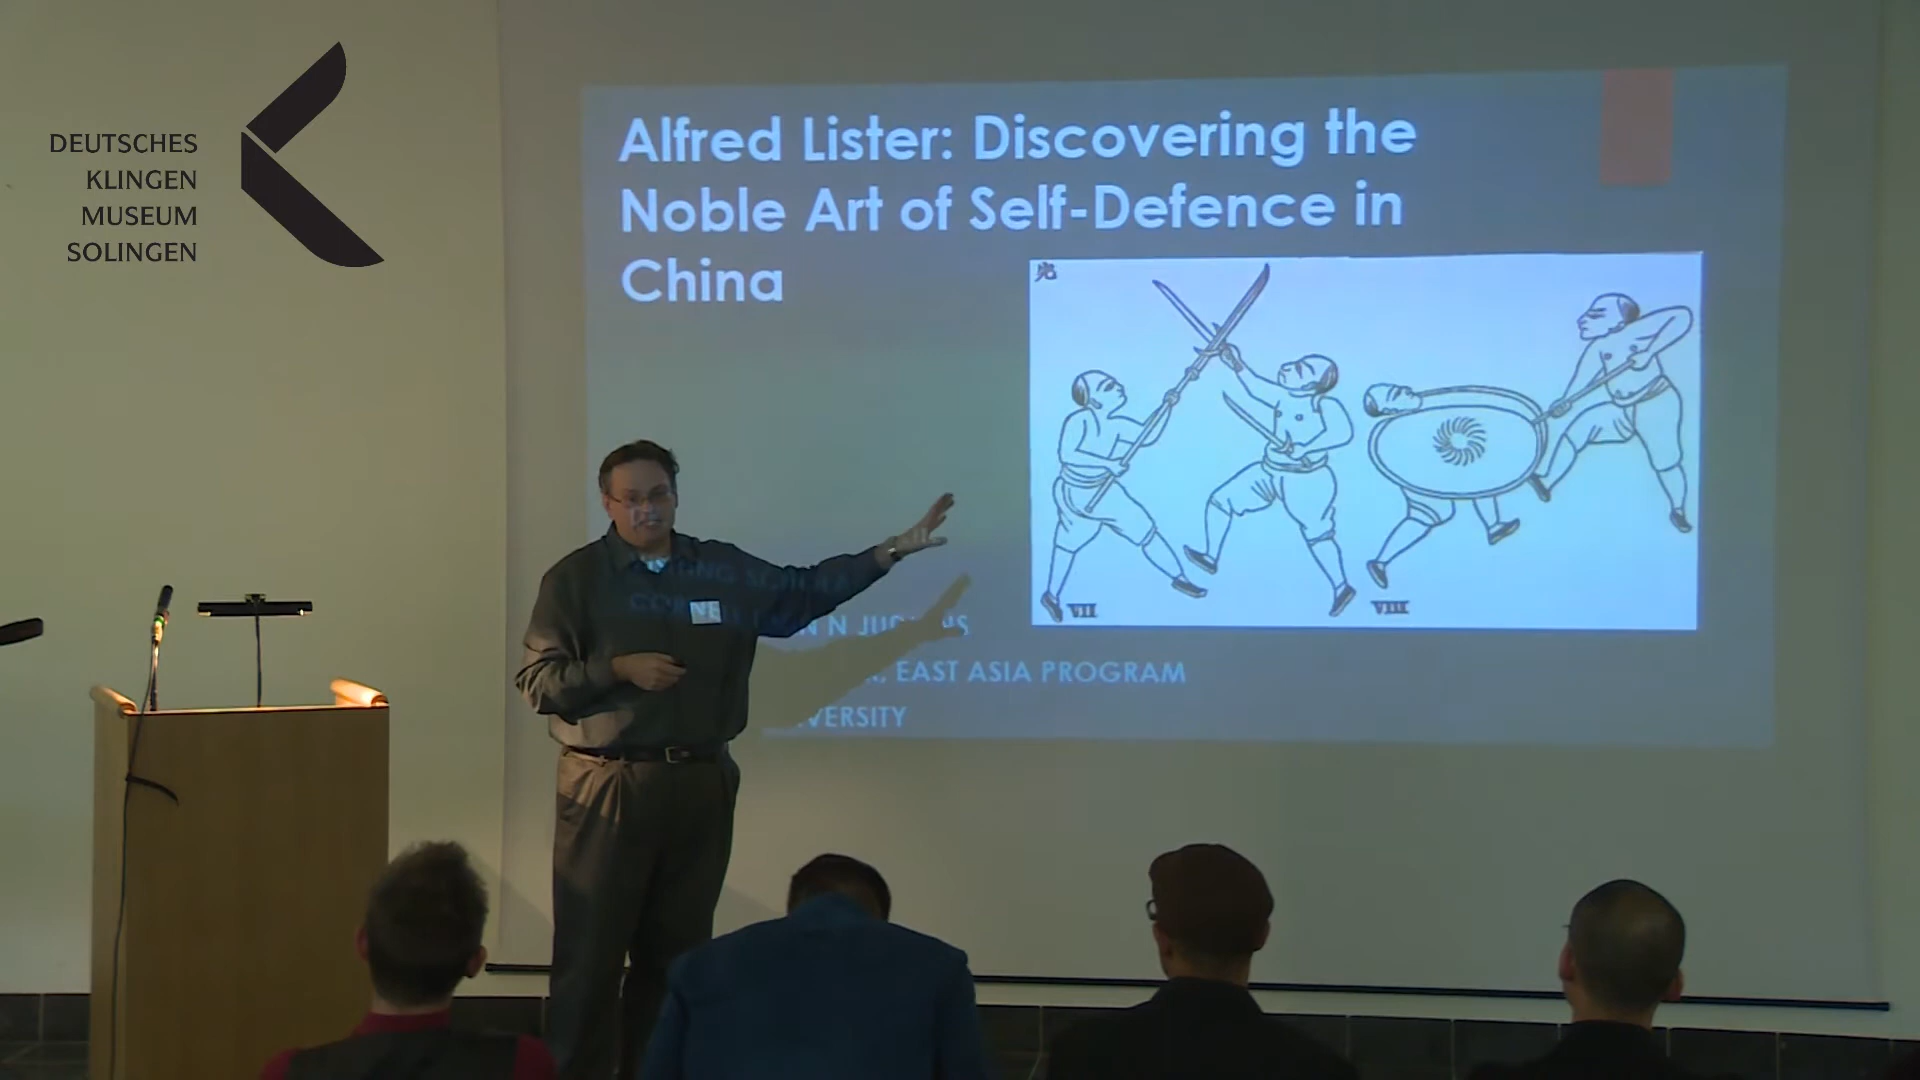 DEUTSCHES
KLINGEN
MUSEUM
SOLINGEN
Alfred Lister: Discovering the
Noble Art of Self-Defence in
China
VII
VIII
EAST ASIA PROGRAM